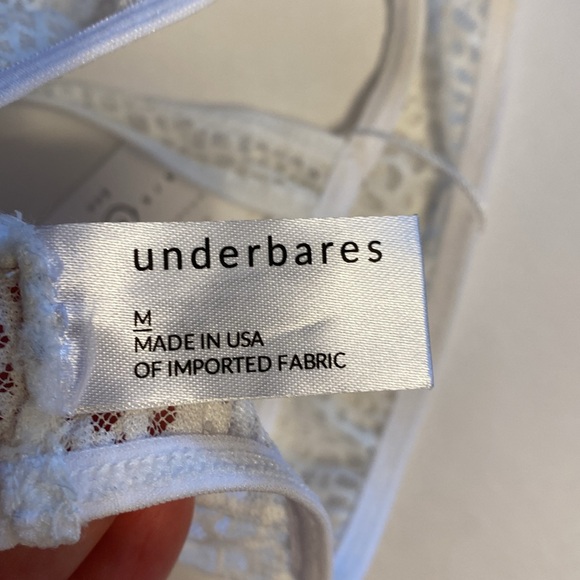 underbares
M
MADE IN USA
OF IMPORTED FABRIC